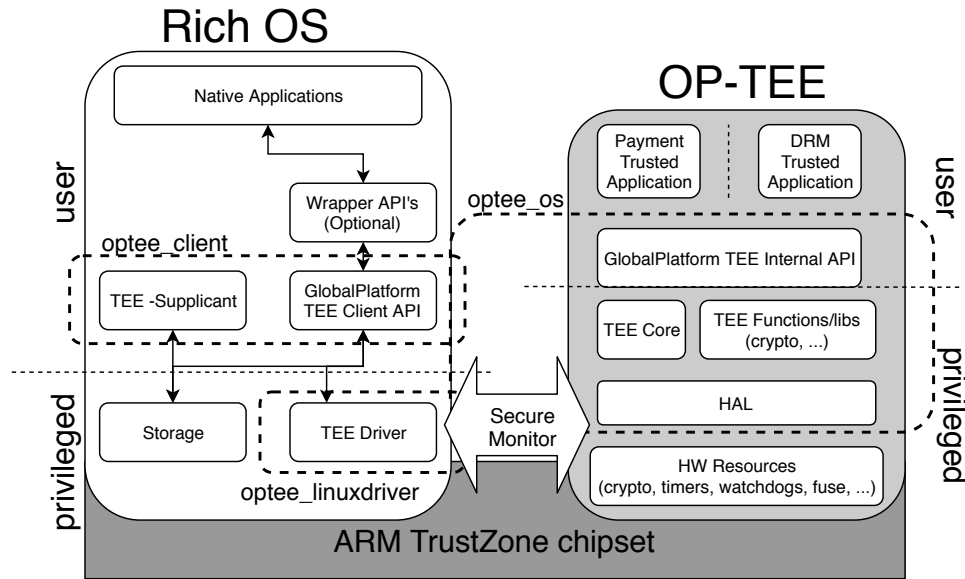 Rich OS
Native Applications
Wrapper API's
(Optional)
user
optee_client
TEE -Supplicant
GlobalPlatform
TEE Client API
Storage
TEE Driver
privileged
optee_linuxdriver
OP-TEE
Payment
Trusted
Application
DRM
Trusted
Application
user
optee_os
GlobalPlatform TEE Internal API
TEE Core
TEE Functions/libs
(crypto, ...)
HAL
privileged
Secure
Monitor
HW Resources
(crypto, timers, watchdogs, fuse, ...)
ARM TrustZone chipset